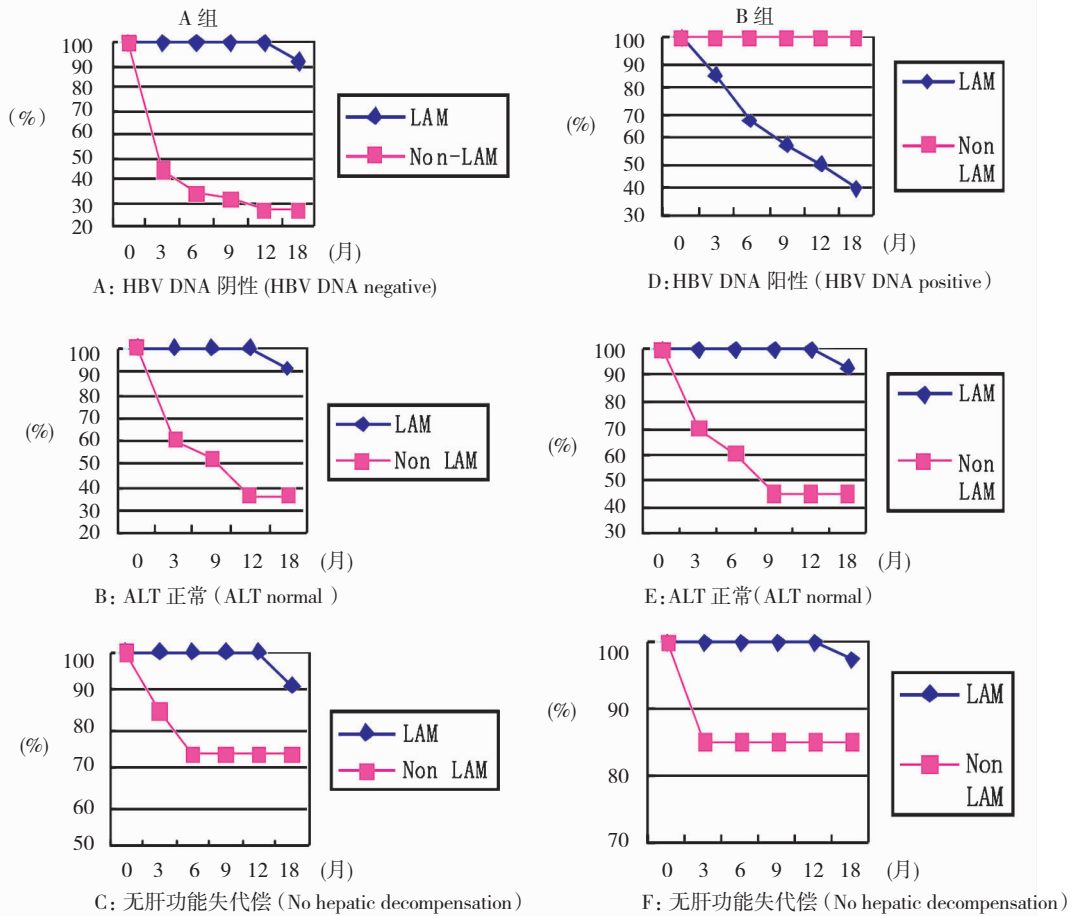 A 组
100
90
80
70
60
50
40
30
20
(%)
LAM
Non-LAM
0 3 6 9 12 18 (月)
A: HBV DNA 阴性 (HBV DNA negative)
B 组
100
90
80
70
60
50
40
30
(%)
LAM
Non
LAM
0 3 6 9 12 18 (月)
D:HBV DNA 阳性 (HBV DNA positive)
100
90
80
70
60
50
40
30
20
(%)
LAM
Non LAM
0 3 9 12 18 (月)
B: ALT 正常 (ALT normal )
100
90
80
70
60
50
40
30
(%)
LAM
Non
LAM
0 3 6 9 12 18 (月)
E:ALT 正常(ALT normal)
100
90
80
70
60
50
(%)
LAM
Non LAM
0 3 6 9 12 18 (月)
C: 无肝功能失代偿 (No hepatic decompensation)
100
90
80
70
(%)
LAM
Non
LAM
0 3 6 9 12 18 (月)
F: 无肝功能失代偿 (No hepatic decompensation)